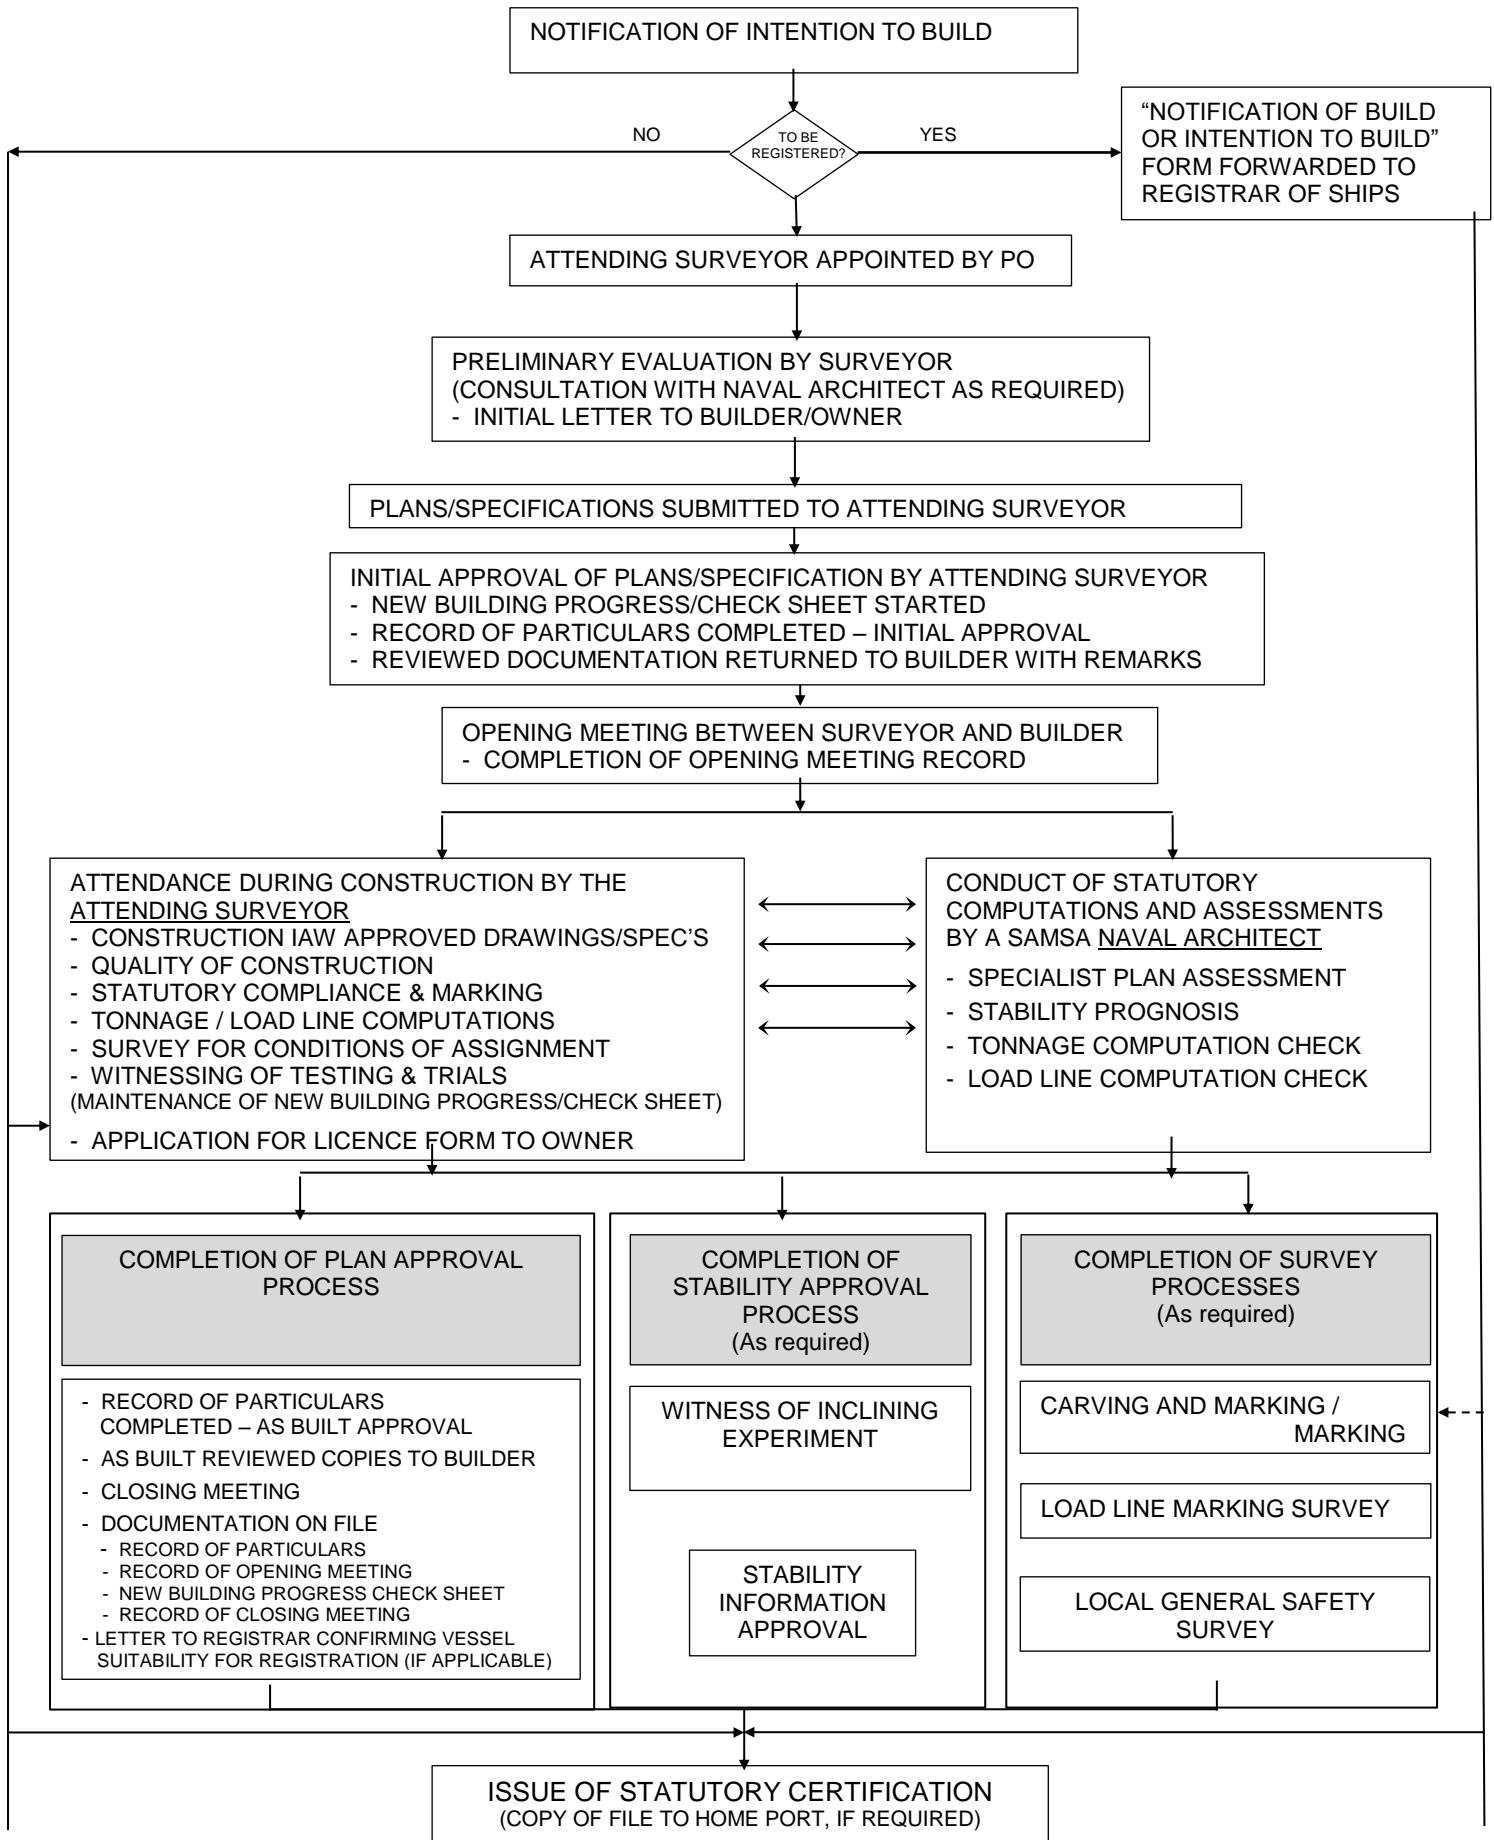 NOTIFICATION OF INTENTION TO BUILD
NO
TO BE
REGISTERED?
YES
“NOTIFICATION OF BUILD
OR INTENTION TO BUILD”
FORM FORWARDED TO
REGISTRAR OF SHIPS
ATTENDING SURVEYOR APPOINTED BY PO
PRELIMINARY EVALUATION BY SURVEYOR
(CONSULTATION WITH NAVAL ARCHITECT AS REQUIRED)
- INITIAL LETTER TO BUILDER/OWNER
PLANS/SPECIFICATIONS SUBMITTED TO ATTENDING SURVEYOR
INITIAL APPROVAL OF PLANS/SPECIFICATION BY ATTENDING SURVEYOR
- NEW BUILDING PROGRESS/CHECK SHEET STARTED
- RECORD OF PARTICULARS COMPLETED – INITIAL APPROVAL
- REVIEWED DOCUMENTATION RETURNED TO BUILDER WITH REMARKS
OPENING MEETING BETWEEN SURVEYOR AND BUILDER
- COMPLETION OF OPENING MEETING RECORD
ATTENDANCE DURING CONSTRUCTION BY THE
ATTENDING SURVEYOR
- CONSTRUCTION IAW APPROVED DRAWINGS/SPEC'S
- QUALITY OF CONSTRUCTION
- STATUTORY COMPLIANCE & MARKING
- TONNAGE / LOAD LINE COMPUTATIONS
- SURVEY FOR CONDITIONS OF ASSIGNMENT
- WITNESSING OF TESTING & TRIALS
(MAINTENANCE OF NEW BUILDING PROGRESS/CHECK SHEET)
- APPLICATION FOR LICENCE FORM TO OWNER
CONDUCT OF STATUTORY
COMPUTATIONS AND ASSESSMENTS
BY A SAMSA NAVAL ARCHITECT
- SPECIALIST PLAN ASSESSMENT
- STABILITY PROGNOSIS
- TONNAGE COMPUTATION CHECK
- LOAD LINE COMPUTATION CHECK
COMPLETION OF PLAN APPROVAL
PROCESS
- RECORD OF PARTICULARS
COMPLETED – AS BUILT APPROVAL
- AS BUILT REVIEWED COPIES TO BUILDER
- CLOSING MEETING
- DOCUMENTATION ON FILE
- RECORD OF PARTICULARS
- RECORD OF OPENING MEETING
- NEW BUILDING PROGRESS CHECK SHEET
- RECORD OF CLOSING MEETING
- LETTER TO REGISTRAR CONFIRMING VESSEL
SUITABILITY FOR REGISTRATION (IF APPLICABLE)
COMPLETION OF
STABILITY APPROVAL
PROCESS
(As required)
WITNESS OF INCLINING
EXPERIMENT
STABILITY
INFORMATION
APPROVAL
COMPLETION OF SURVEY
PROCESSES
(As required)
CARVING AND MARKING /
MARKING
LOAD LINE MARKING SURVEY
LOCAL GENERAL SAFETY
SURVEY
ISSUE OF STATUTORY CERTIFICATION
(COPY OF FILE TO HOME PORT, IF REQUIRED)